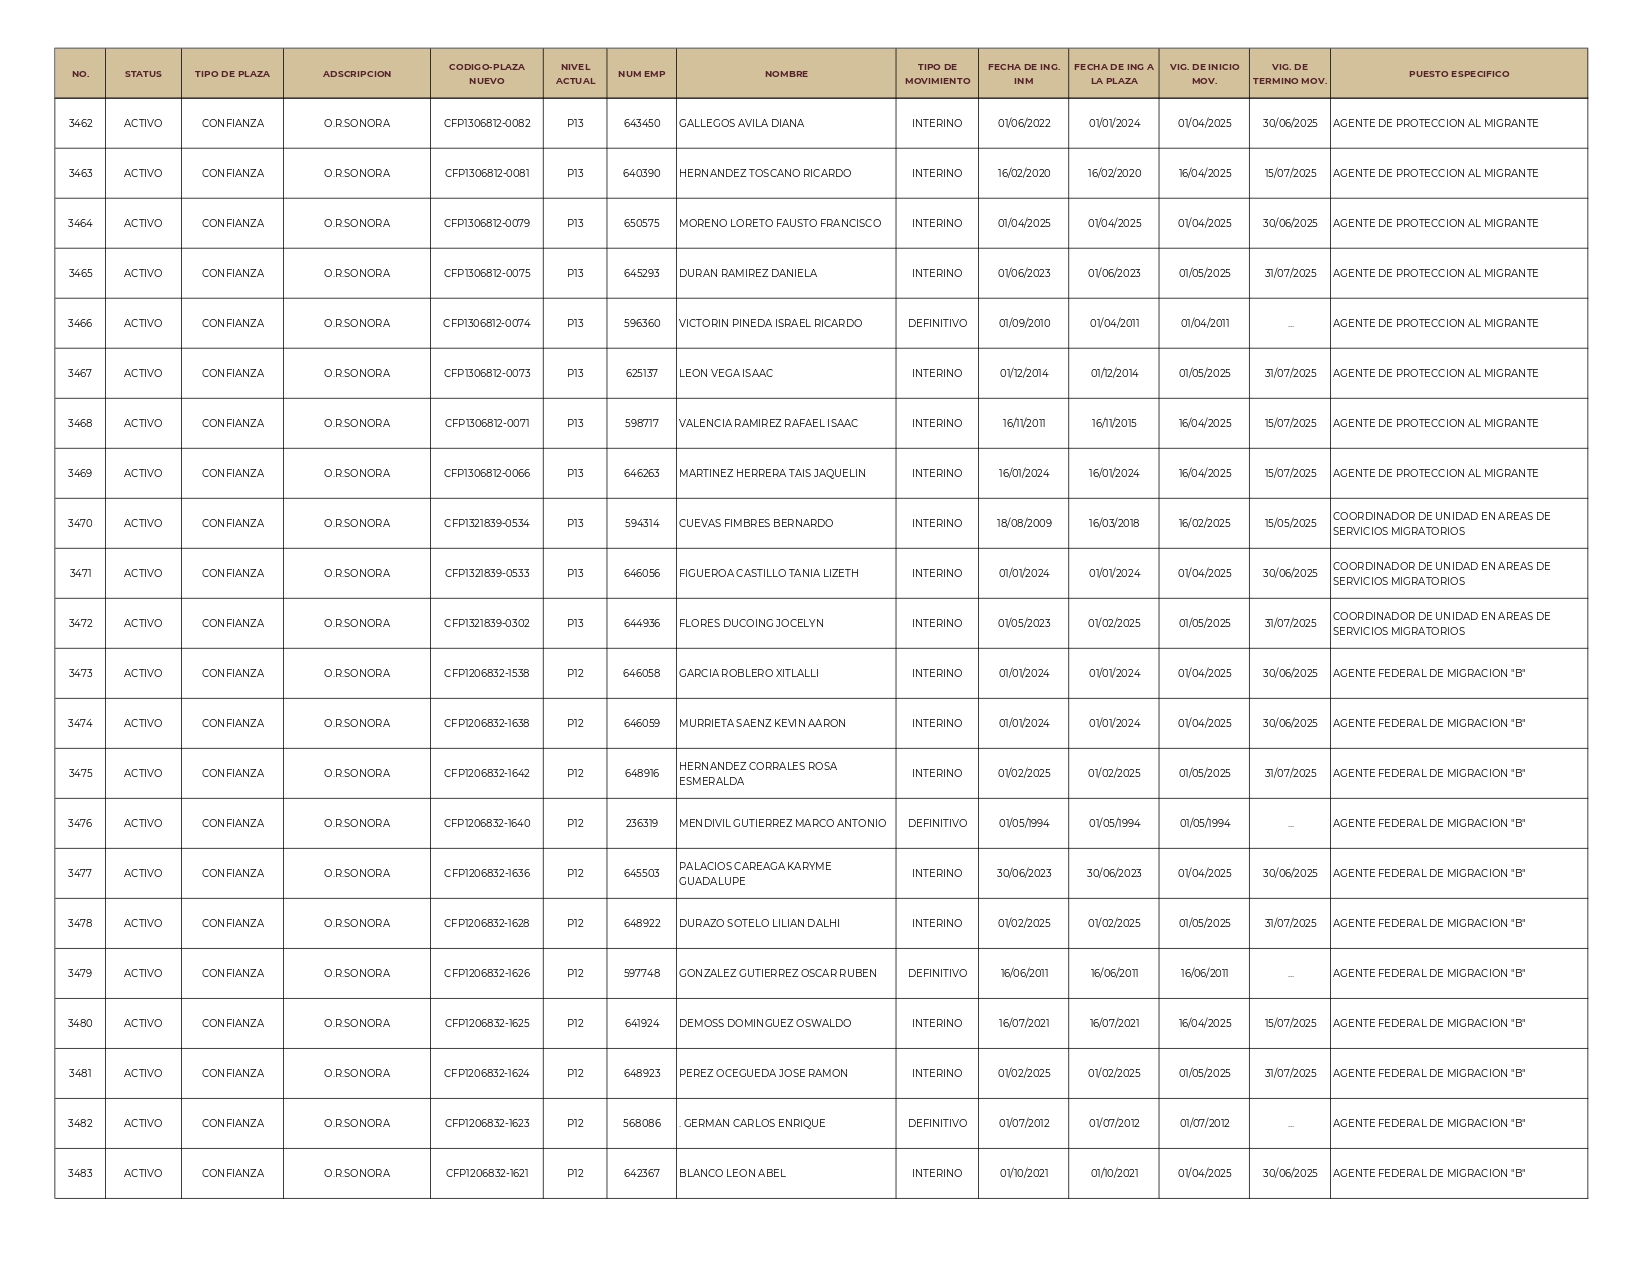 NO. STATUS TIPO DE PLAZA ADSCRIPCION CODIGO-PLAZA NUEVO NIVEL ACTUAL NUM EMP NOMBRE TIPO DE MOVIMIENTO FECHA DE ING. INM FECHA DE ING A LA PLAZA VIG. DE INICIO MOV. VIG. DE TERMINO MOV. PUESTO ESPECIFICO
3462 ACTIVO CONFIANZA O.R.SONORA CFP1306812-0082 P13 643450 GALLEGOS AVILA DIANA INTERINO 01/06/2022 01/01/2024 01/04/2025 30/06/2025 AGENTE DE PROTECCION AL MIGRANTE
3463 ACTIVO CONFIANZA O.R.SONORA CFP1306812-0081 P13 640390 HERNANDEZ TOSCANO RICARDO INTERINO 16/02/2020 16/02/2020 16/04/2025 15/07/2025 AGENTE DE PROTECCION AL MIGRANTE
3464 ACTIVO CONFIANZA O.R.SONORA CFP1306812-0079 P13 650575 MORENO LORETO FAUSTO FRANCISCO INTERINO 01/04/2025 01/04/2025 01/04/2025 30/06/2025 AGENTE DE PROTECCION AL MIGRANTE
3465 ACTIVO CONFIANZA O.R.SONORA CFP1306812-0075 P13 645293 DURAN RAMIREZ DANIELA INTERINO 01/06/2023 01/06/2023 01/05/2025 31/07/2025 AGENTE DE PROTECCION AL MIGRANTE
3466 ACTIVO CONFIANZA O.R.SONORA CFP1306812-0074 P13 596360 VICTORIN PINEDA ISRAEL RICARDO DEFINITIVO 01/09/2010 01/04/2011 01/04/2011 ... AGENTE DE PROTECCION AL MIGRANTE
3467 ACTIVO CONFIANZA O.R.SONORA CFP1306812-0073 P13 625137 LEON VEGA ISAAC INTERINO 01/12/2014 01/12/2014 01/05/2025 31/07/2025 AGENTE DE PROTECCION AL MIGRANTE
3468 ACTIVO CONFIANZA O.R.SONORA CFP1306812-0071 P13 598717 VALENCIA RAMIREZ RAFAEL ISAAC INTERINO 16/11/2011 16/11/2015 16/04/2025 15/07/2025 AGENTE DE PROTECCION AL MIGRANTE
3469 ACTIVO CONFIANZA O.R.SONORA CFP1306812-0066 P13 646263 MARTINEZ HERRERA TAIS JAQUELIN INTERINO 16/01/2024 16/01/2024 16/04/2025 15/07/2025 AGENTE DE PROTECCION AL MIGRANTE
3470 ACTIVO CONFIANZA O.R.SONORA CFP1321839-0534 P13 594314 CUEVAS FIMBRES BERNARDO INTERINO 18/08/2009 16/03/2018 16/02/2025 15/05/2025 COORDINADOR DE UNIDAD EN AREAS DE SERVICIOS MIGRATORIOS
3471 ACTIVO CONFIANZA O.R.SONORA CFP1321839-0533 P13 646056 FIGUEROA CASTILLO TANIA LIZETH INTERINO 01/01/2024 01/01/2024 01/04/2025 30/06/2025 COORDINADOR DE UNIDAD EN AREAS DE SERVICIOS MIGRATORIOS
3472 ACTIVO CONFIANZA O.R.SONORA CFP1321839-0302 P13 644936 FLORES DUCOING JOCELYN INTERINO 01/05/2023 01/02/2025 01/05/2025 31/07/2025 COORDINADOR DE UNIDAD EN AREAS DE SERVICIOS MIGRATORIOS
3473 ACTIVO CONFIANZA O.R.SONORA CFP1206832-1538 P12 646058 GARCIA ROBLERO XITLALLI INTERINO 01/01/2024 01/01/2024 01/04/2025 30/06/2025 AGENTE FEDERAL DE MIGRACION "B"
3474 ACTIVO CONFIANZA O.R.SONORA CFP1206832-1638 P12 646059 MURRIETA SAENZ KEVIN AARON INTERINO 01/01/2024 01/01/2024 01/04/2025 30/06/2025 AGENTE FEDERAL DE MIGRACION "B"
3475 ACTIVO CONFIANZA O.R.SONORA CFP1206832-1642 P12 648916 HERNANDEZ CORRALES ROSA ESMERALDA INTERINO 01/02/2025 01/02/2025 01/05/2025 31/07/2025 AGENTE FEDERAL DE MIGRACION "B"
3476 ACTIVO CONFIANZA O.R.SONORA CFP1206832-1640 P12 236319 MENDIVIL GUTIERREZ MARCO ANTONIO DEFINITIVO 01/05/1994 01/05/1994 01/05/1994 ... AGENTE FEDERAL DE MIGRACION "B"
3477 ACTIVO CONFIANZA O.R.SONORA CFP1206832-1636 P12 645503 PALACIOS CAREAGA KARYME GUADALUPE INTERINO 30/06/2023 30/06/2023 01/04/2025 30/06/2025 AGENTE FEDERAL DE MIGRACION "B"
3478 ACTIVO CONFIANZA O.R.SONORA CFP1206832-1628 P12 648922 DURAZO SOTELO LILIAN DALHI INTERINO 01/02/2025 01/02/2025 01/05/2025 31/07/2025 AGENTE FEDERAL DE MIGRACION "B"
3479 ACTIVO CONFIANZA O.R.SONORA CFP1206832-1626 P12 597748 GONZALEZ GUTIERREZ OSCAR RUBEN DEFINITIVO 16/06/2011 16/06/2011 16/06/2011 ... AGENTE FEDERAL DE MIGRACION "B"
3480 ACTIVO CONFIANZA O.R.SONORA CFP1206832-1625 P12 641924 DEMOSS DOMINGUEZ OSWALDO INTERINO 16/07/2021 16/07/2021 16/04/2025 15/07/2025 AGENTE FEDERAL DE MIGRACION "B"
3481 ACTIVO CONFIANZA O.R.SONORA CFP1206832-1624 P12 648923 PEREZ OCEGUEDA JOSE RAMON INTERINO 01/02/2025 01/02/2025 01/05/2025 31/07/2025 AGENTE FEDERAL DE MIGRACION "B"
3482 ACTIVO CONFIANZA O.R.SONORA CFP1206832-1623 P12 568086 . GERMAN CARLOS ENRIQUE DEFINITIVO 01/07/2012 01/07/2012 01/07/2012 ... AGENTE FEDERAL DE MIGRACION "B"
3483 ACTIVO CONFIANZA O.R.SONORA CFP1206832-1621 P12 642367 BLANCO LEON ABEL INTERINO 01/10/2021 01/10/2021 01/04/2025 30/06/2025 AGENTE FEDERAL DE MIGRACION "B"